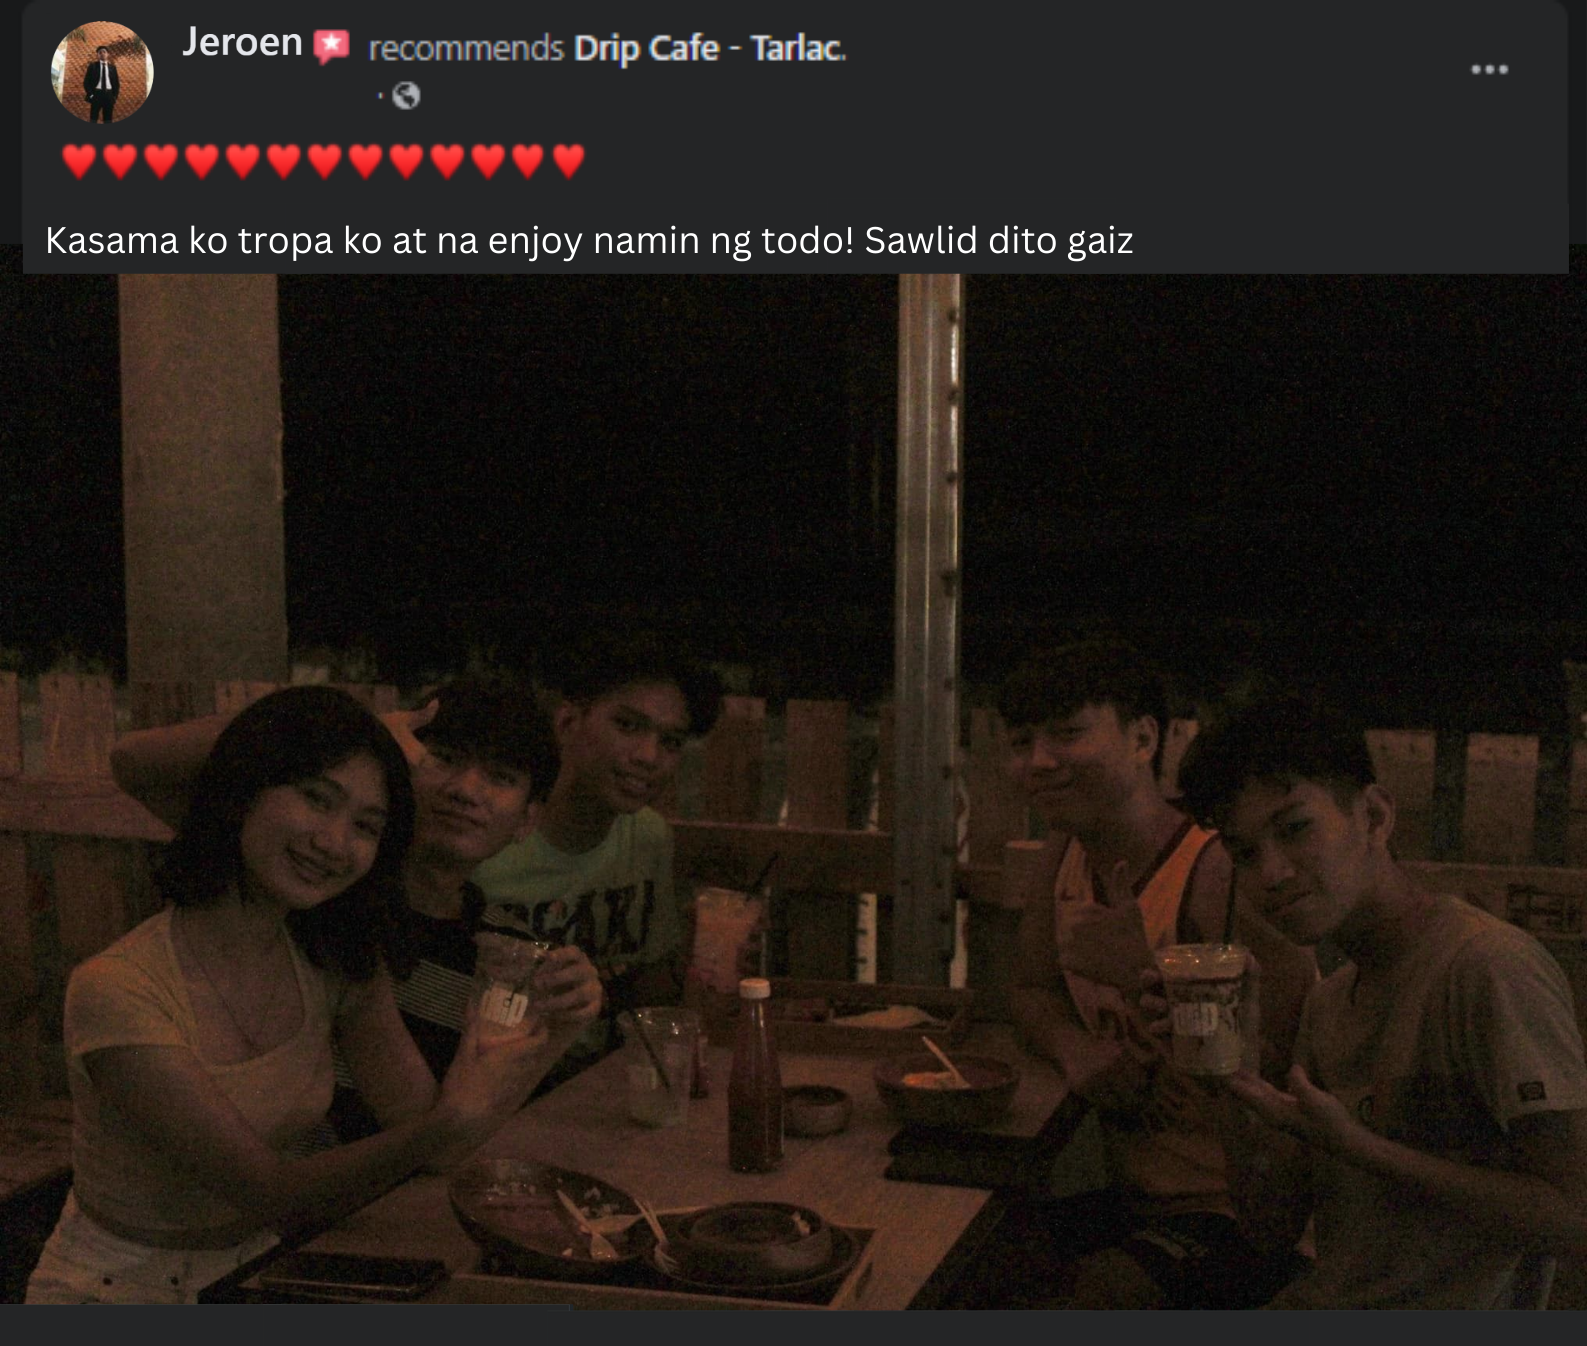 Jeroen recommends Drip Cafe - Tarlac.
♥️♥️♥️♥️♥️♥️♥️♥️♥️♥️♥️♥️♥️
Kasama ko tropa ko at na enjoy namin ng todo! Sawlid dito gaiz